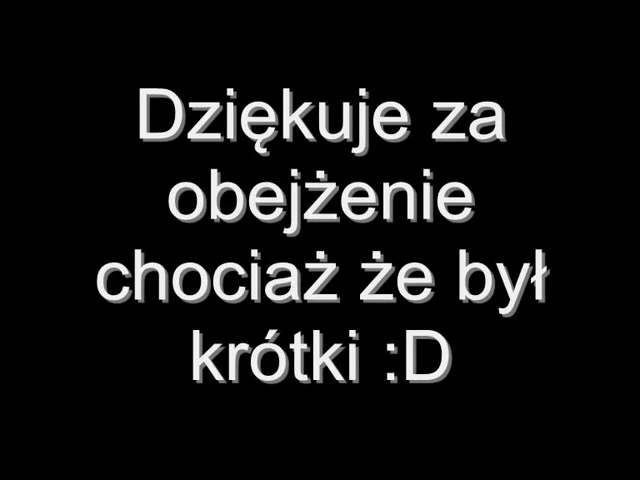 Dziękuje za
obejżenie
chociaż że był
krótki :D